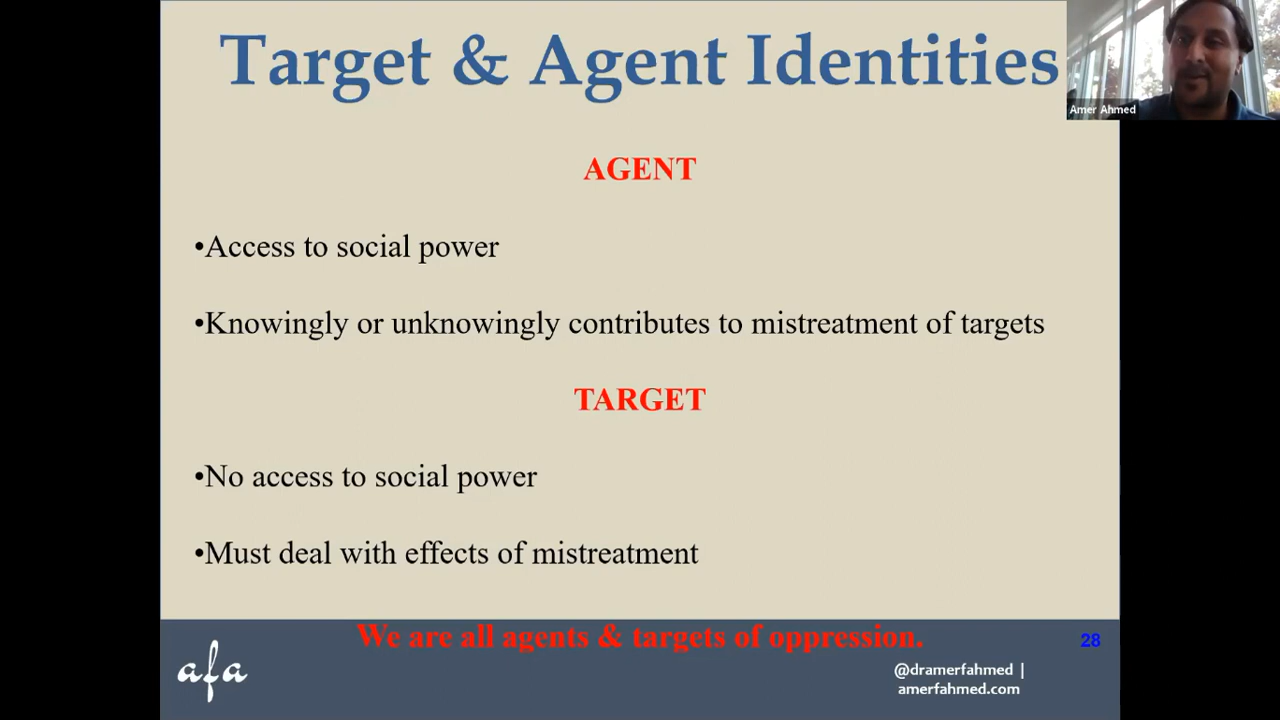 Target & Agent Identities
Amer Ahmed
AGENT
•Access to social power
•Knowingly or unknowingly contributes to mistreatment of targets
TARGET
•No access to social power
•Must deal with effects of mistreatment
We are all agents & targets of oppression.
28
afa
@dramerfahmed |
amerfahmed.com